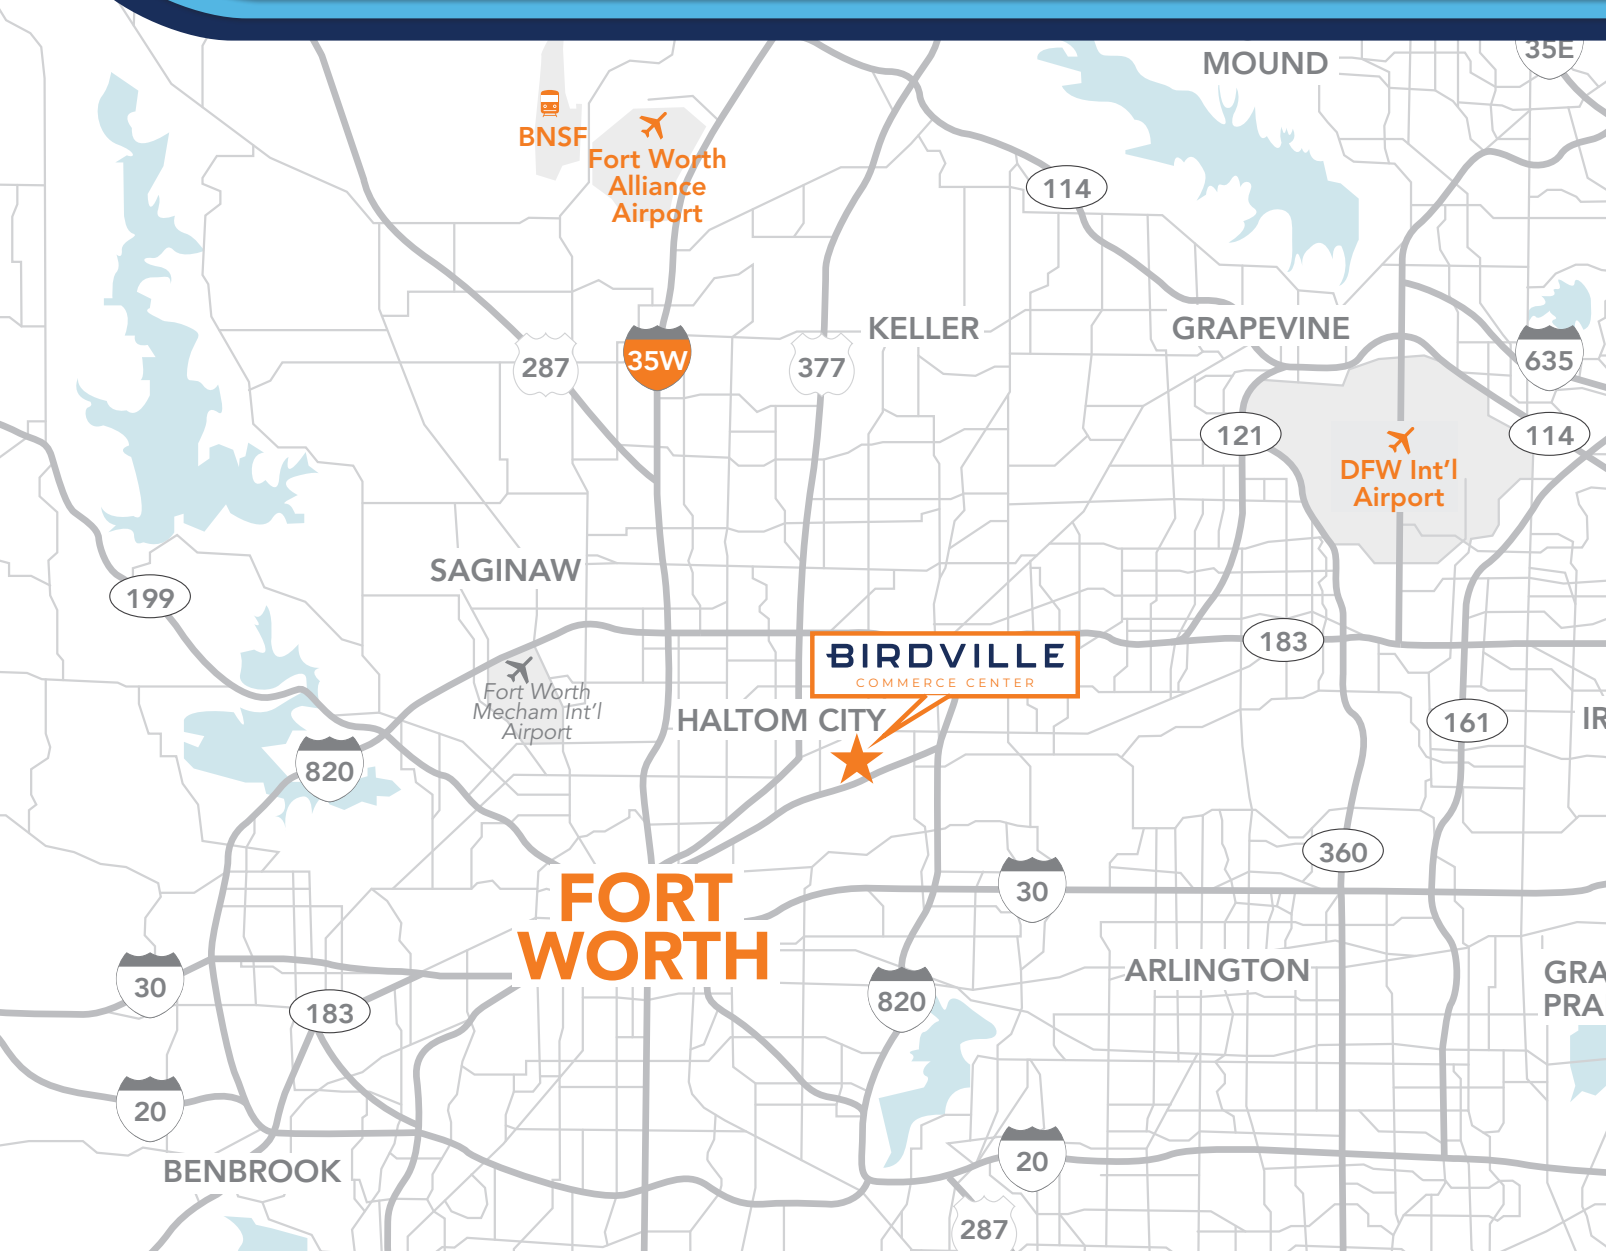 MOUND
35E
BNSF
Fort Worth
Alliance
Airport
114
KELLER
GRAPEVINE
287
35W
377
635
121
114
DFW Int'l
Airport
SAGINAW
199
183
BIRDVILLE
COMMERCE CENTER
Fort Worth
Mecham Int'l
Airport
HALTOM CITY
161
IR
820
360
FORT
WORTH
30
ARLINGTON
GRA
PRA
30
820
183
20
20
BENBROOK
287